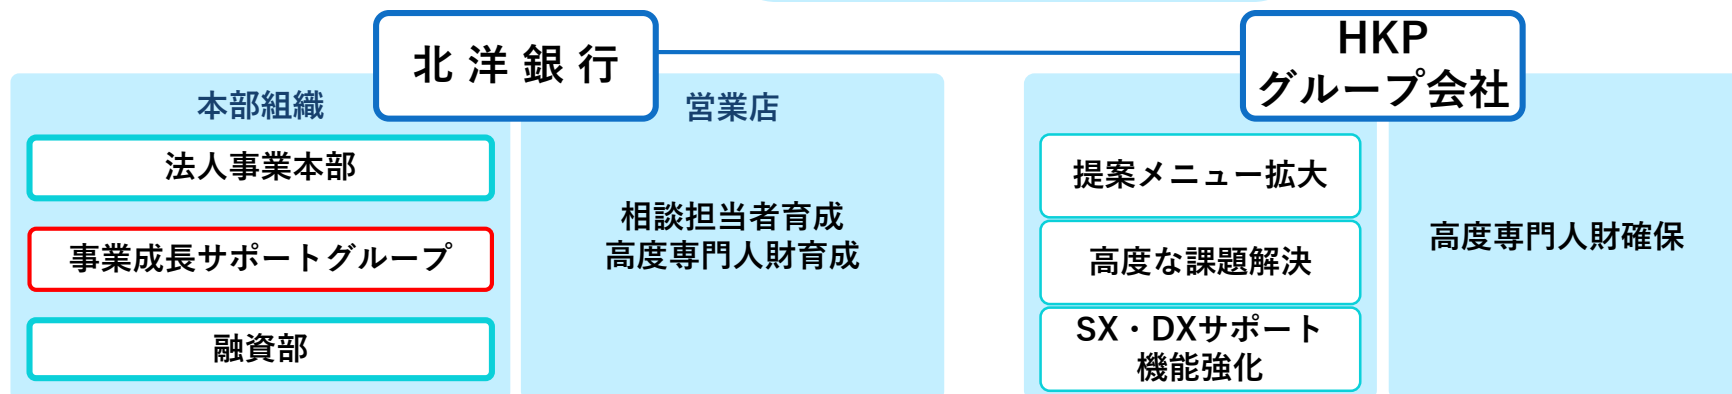 北洋銀行
HKP
グループ会社
本部組織
法人事業本部
事業成長サポートグループ
融資部
営業店
相談担当者育成
高度専門人財育成
提案メニュー拡大
高度な課題解決
SX・DXサポート
機能強化
高度専門人財確保